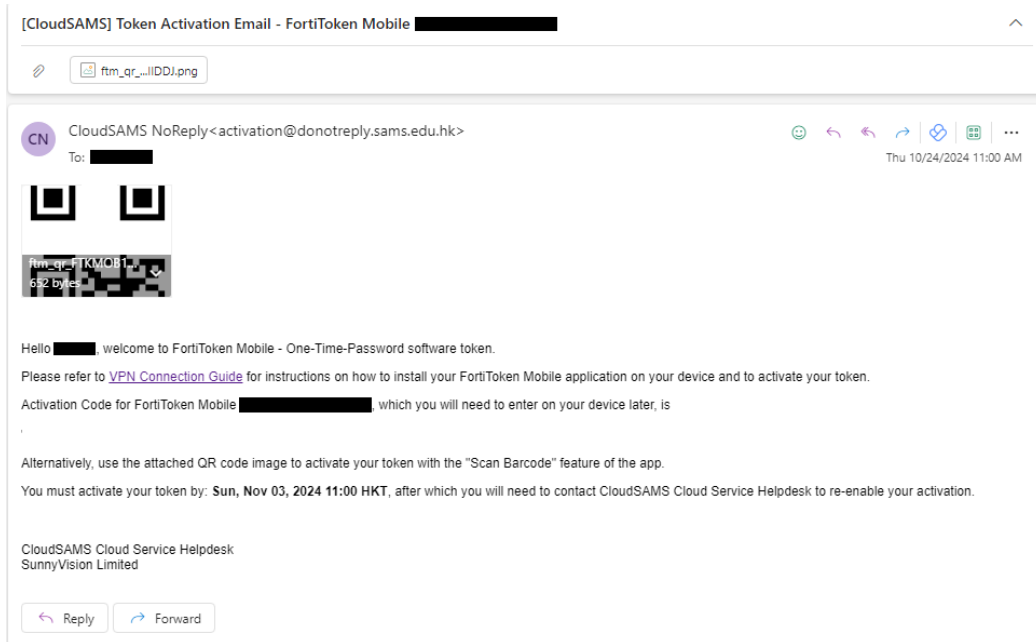 [CloudSAMS] Token Activation Email - FortiToken Mobile
ftm_qr_...IIDDJ.png
CN
CloudSAMS NoReply<activation@donotreply.sams.edu.hk>
To:
Thu 10/24/2024 11:00 AM
ftm_qr_FTKMOB1...
652 bytes
Hello , welcome to FortiToken Mobile - One-Time-Password software token.
Please refer to VPN Connection Guide for instructions on how to install your FortiToken Mobile application on your device and to activate your token.
Activation Code for FortiToken Mobile , which you will need to enter on your device later, is
Alternatively, use the attached QR code image to activate your token with the "Scan Barcode" feature of the app.
You must activate your token by: Sun, Nov 03, 2024 11:00 HKT, after which you will need to contact CloudSAMS Cloud Service Helpdesk to re-enable your activation.
CloudSAMS Cloud Service Helpdesk
SunnyVision Limited
Reply
Forward